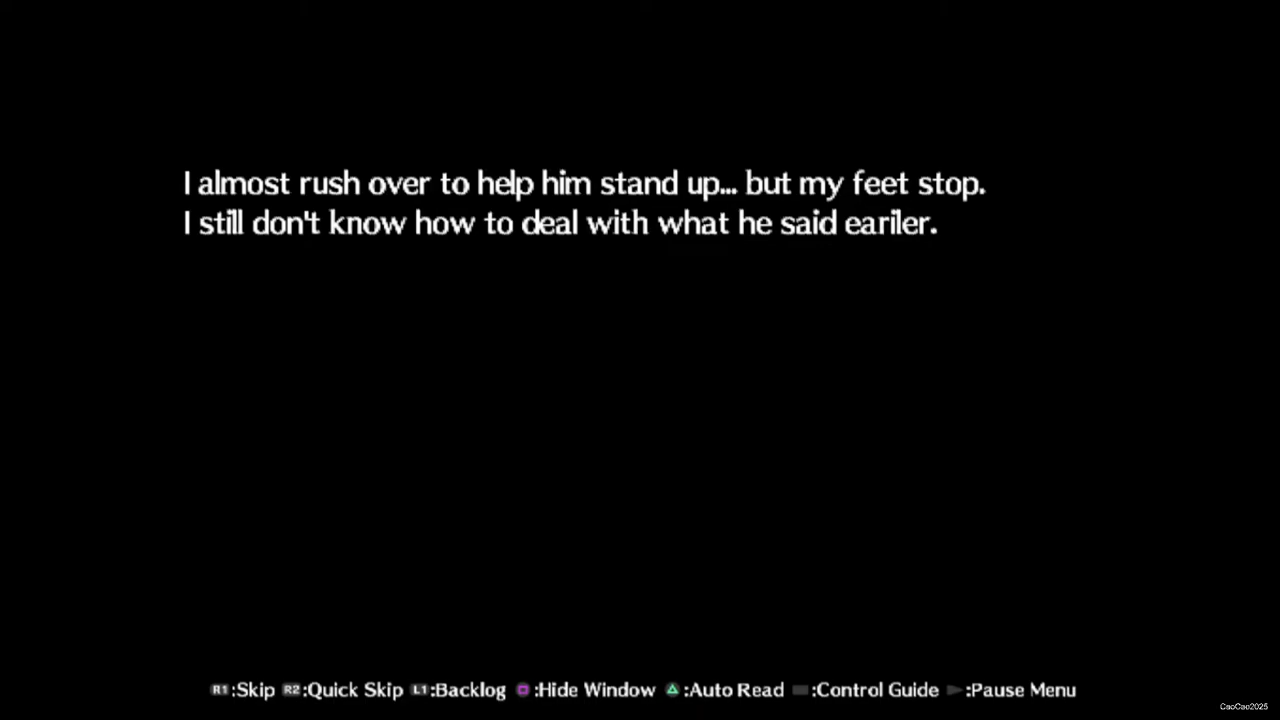 I almost rush over to help him stand up... but my feet stop.
I still don't know how to deal with what he said eariler.
R1:Skip R2:Quick Skip L1:Backlog :Hide Window :Auto Read :Control Guide :Pause Menu
CaoCao2025